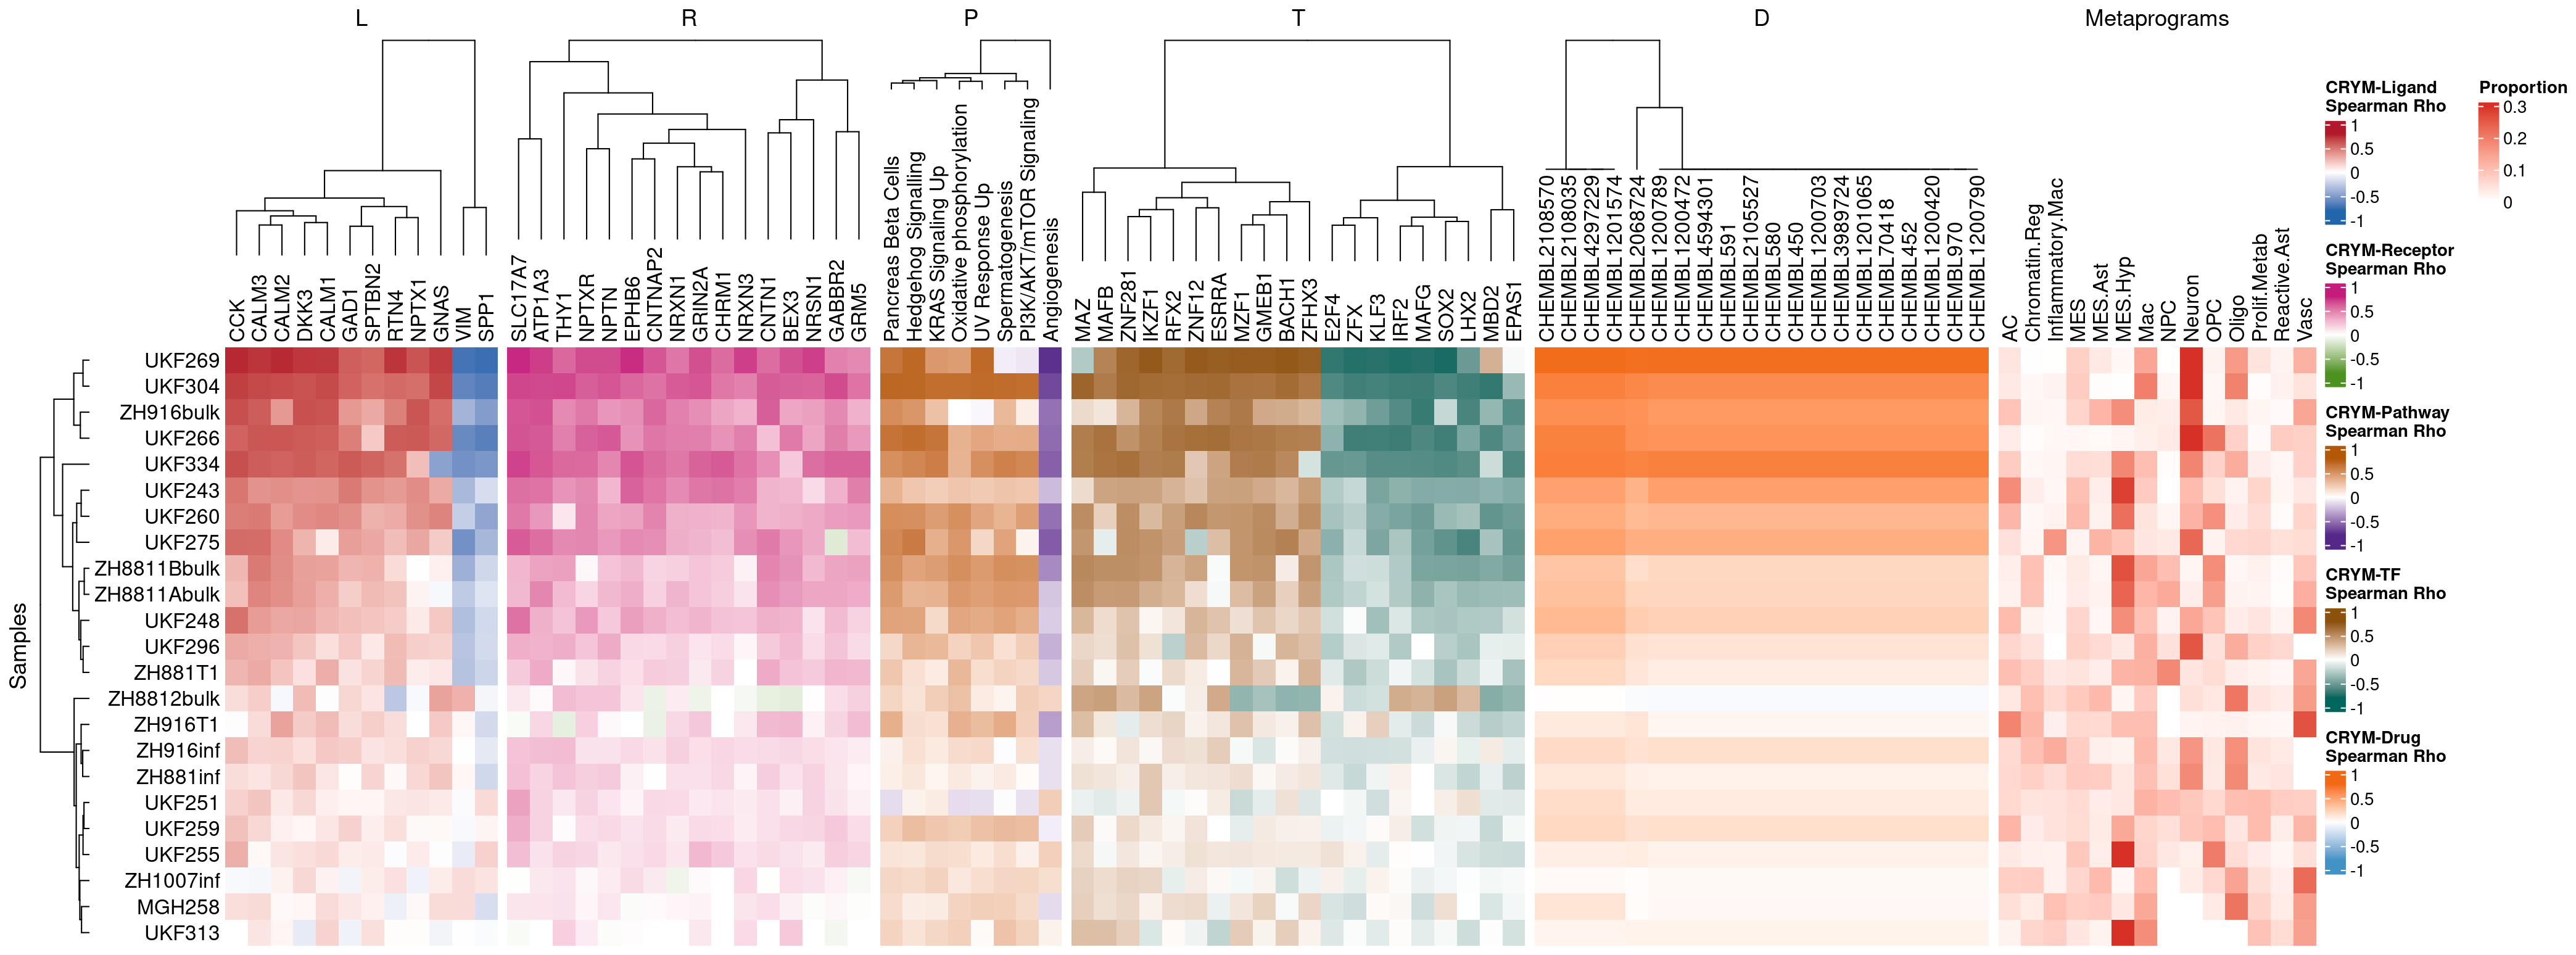 L
R
P
T
D
Metaprograms
CCK
CALM3
CALM2
DKK3
CALM1
GAD1
SPTBN2
RTN4
NPTX1
GNAS
VIM
SPP1
SLC17A7
ATP1A3
THY1
NPTXR
NPTN
EPHB6
CNTNAP2
NRXN1
GRIN2A
CHRM1
NRXN3
CNTN1
BEX3
NRSN1
GABBR2
GRM5
Pancreas Beta Cells
Hedgehog Signalling
KRAS Signaling Up
Oxidative phosphorylation
UV Response Up
Spermatogenesis
PI3K/AKT/mTOR Signaling
Angiogenesis
MAZ
MAFB
ZNF281
IKZF1
RFX2
ZNF12
ESRRA
MZF1
GMEB1
BACH1
ZFHX3
E2F4
ZFX
KLF3
IRF2
MAFG
SOX2
LHX2
MBD2
EPAS1
CHEMBL2108570
CHEMBL2108035
CHEMBL4297229
CHEMBL1201574
CHEMBL2068724
CHEMBL1200789
CHEMBL1200472
CHEMBL4594301
CHEMBL591
CHEMBL2105527
CHEMBL580
CHEMBL450
CHEMBL1200703
CHEMBL3989724
CHEMBL1201065
CHEMBL70418
CHEMBL452
CHEMBL1200420
CHEMBL970
CHEMBL1200790
AC
Chromatin.Reg
Inflammatory.Mac
MES
MES.Ast
MES.Hyp
Mac
NPC
Neuron
OPC
Oligo
Prolif.Metab
Reactive.Ast
Vasc
Samples
UKF269
UKF304
ZH916bulk
UKF266
UKF334
UKF243
UKF260
UKF275
ZH8811Bbulk
ZH8811Abulk
UKF248
UKF296
ZH881T1
ZH8812bulk
ZH916T1
ZH916inf
ZH881inf
UKF251
UKF259
UKF255
ZH1007inf
MGH258
UKF313
CRYM-Ligand
Spearman Rho
1
0.5
0
-0.5
-1
CRYM-Receptor
Spearman Rho
1
0.5
0
-0.5
-1
CRYM-Pathway
Spearman Rho
1
0.5
0
-0.5
-1
CRYM-TF
Spearman Rho
1
0.5
0
-0.5
-1
CRYM-Drug
Spearman Rho
1
0.5
0
-0.5
-1
Proportion
0.3
0.2
0.1
0